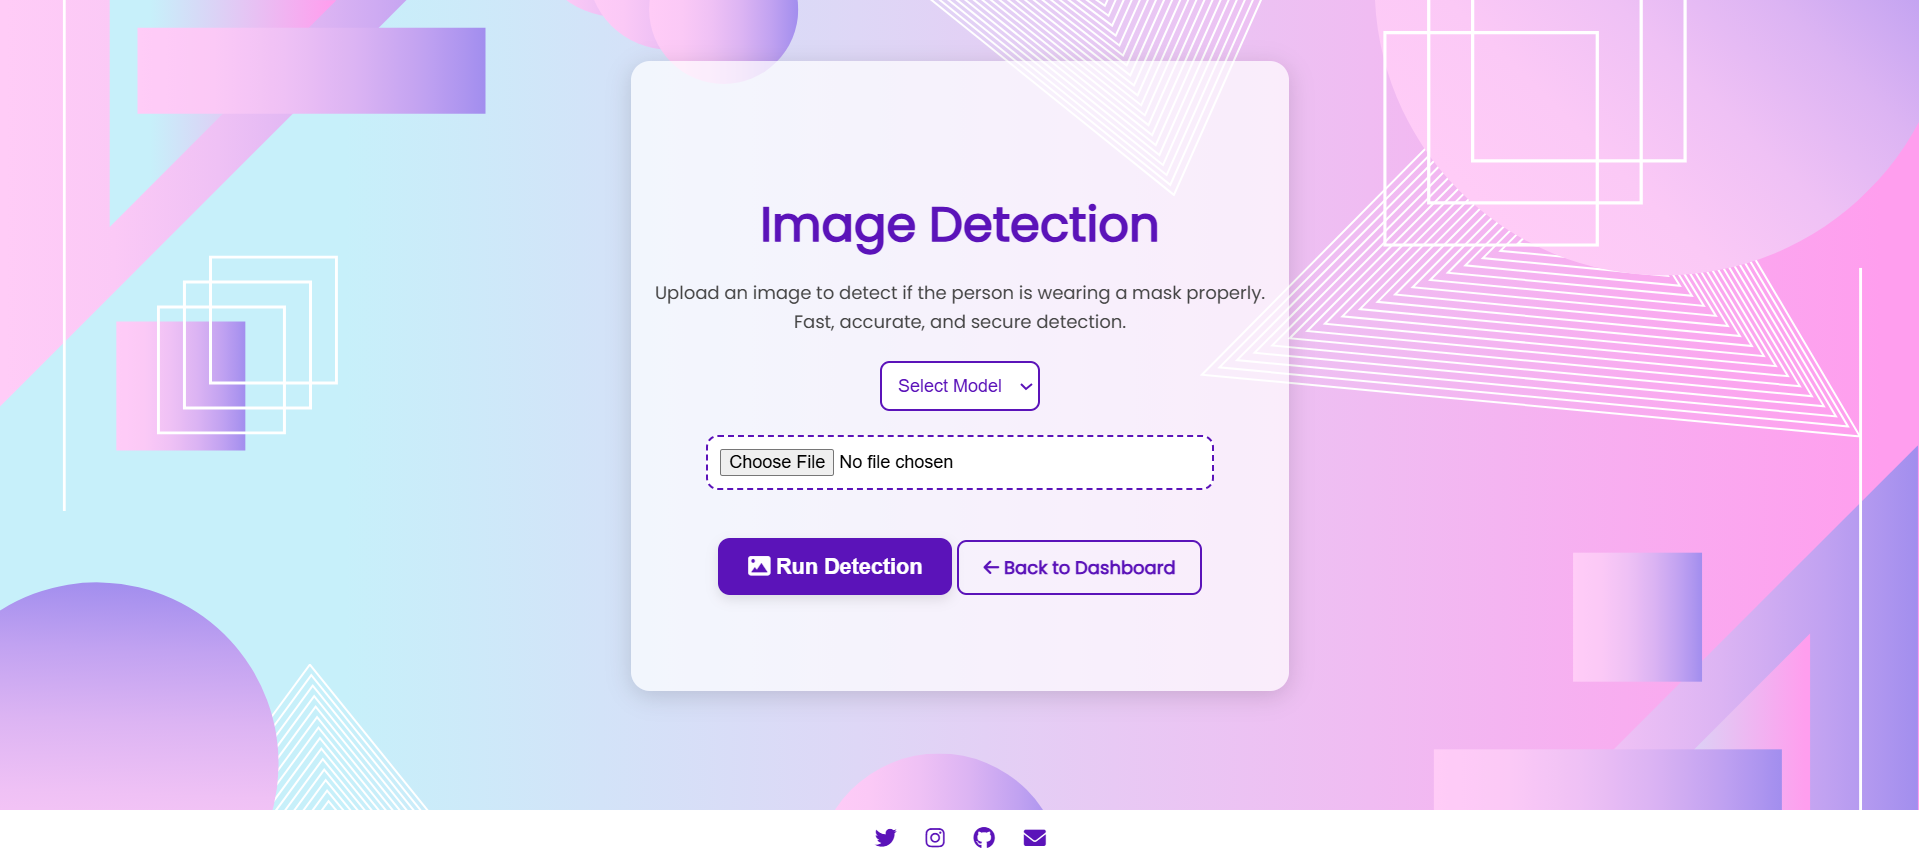 Image Detection
Upload an image to detect if the person is wearing a mask properly.
Fast, accurate, and secure detection.
Select Model
Choose File No file chosen
Run Detection
Back to Dashboard